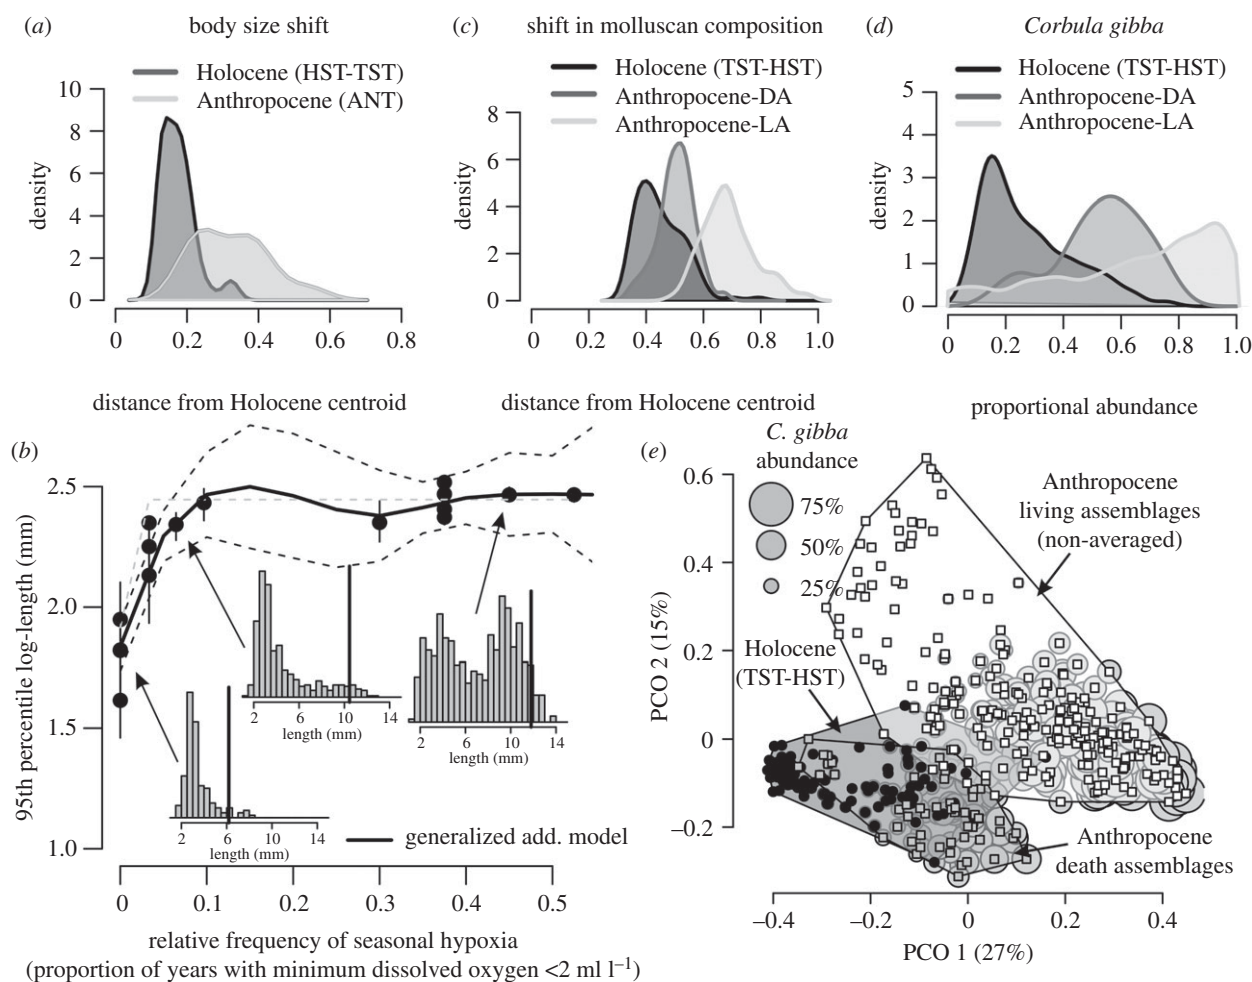 (a) body size shift
Holocene (HST-TST)
Anthropocene (ANT)
10
8
6
4
2
0
density
0 0.2 0.4 0.6 0.8
distance from Holocene centroid
(c) shift in molluscan composition
Holocene (TST-HST)
Anthropocene-DA
Anthropocene-LA
8
6
4
2
0
density
0 0.2 0.4 0.6 0.8 1.0
distance from Holocene centroid
(d) Corbula gibba
Holocene (TST-HST)
Anthropocene-DA
Anthropocene-LA
5
4
3
2
1
0
density
0 0.2 0.4 0.6 0.8 1.0
proportional abundance
(b)
2.5
2.0
1.5
1.0
95th percentile log-length (mm)
2 6 10 14
length (mm)
2 6 10 14
length (mm)
2 6 10 14
length (mm)
generalized add. model
0 0.1 0.2 0.3 0.4 0.5
relative frequency of seasonal hypoxia
(proportion of years with minimum dissolved oxygen <2 ml l⁻¹)
(e) C. gibba
abundance
75%
50%
25%
0.6
0.4
0.2
0
–0.2
PCO 2 (15%)
Anthropocene
living assemblages
(non-averaged)
Holocene
(TST-HST)
Anthropocene
death assemblages
–0.4 –0.2 0 0.2 0.4
PCO 1 (27%)